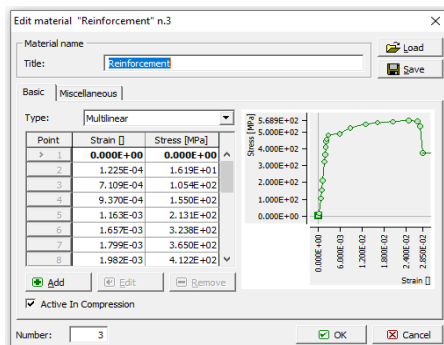 Edit material "Reinforcement" n.3
Material name
Title: Reinforcement
Load
Save
Basic Miscellaneous
Type: Multilinear
Point Strain [] Stress [MPa]
> 1 0.000E+00 0.000E+00
2 1.225E-04 1.619E+01
3 7.109E-04 1.054E+02
4 9.370E-04 1.550E+02
5 1.163E-03 2.131E+02
6 1.657E-03 3.238E+02
7 1.799E-03 3.650E+02
8 1.982E-03 4.122E+02
Add Edit Remove
Active In Compression
Stress [MPa]
5.689E+02
5.000E+02
4.000E+02
3.000E+02
2.000E+02
1.000E+02
0.000E+00
0.000E+00
6.000E-03
1.200E-02
1.800E-02
2.400E-02
2.850E-02
Strain []
Number: 3
OK Cancel